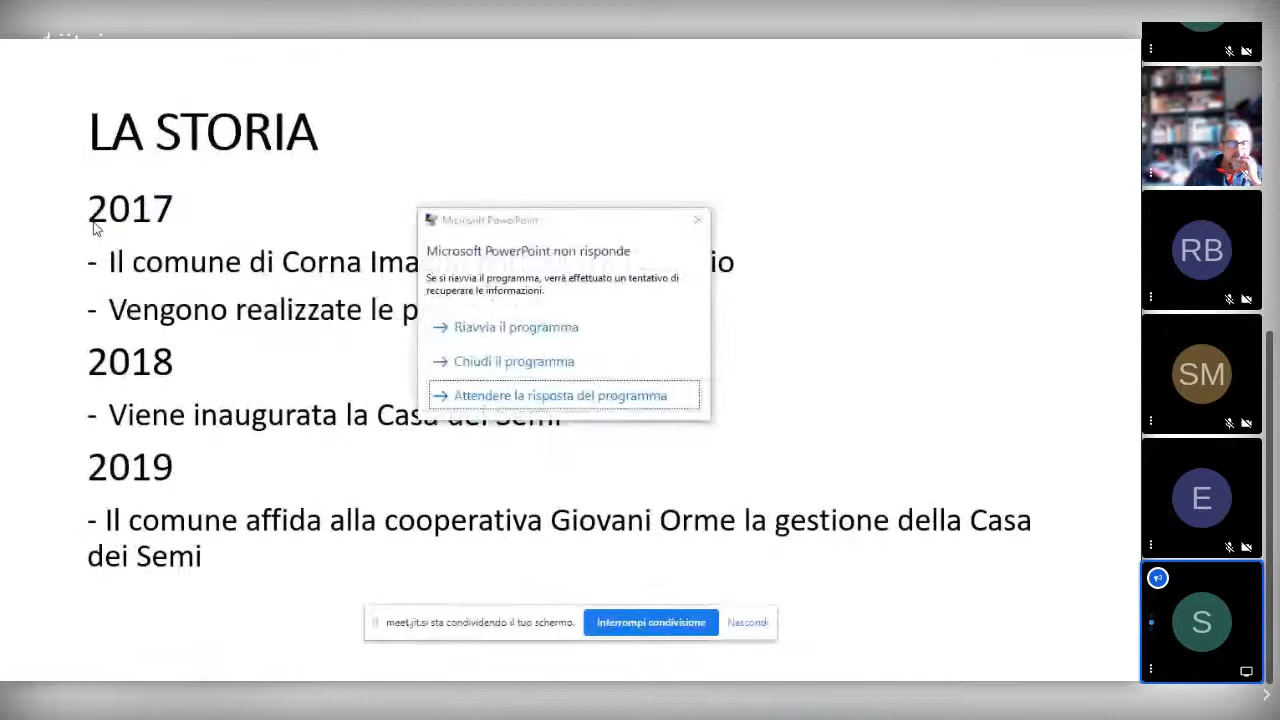 LA STORIA
2017
- Il comune di Corna Ima
- Vengono realizzate le
2018
- Viene inaugurata la Casa dei Semi
2019
- Il comune affida alla cooperativa Giovani Orme la gestione della Casa
dei Semi
Microsoft PowerPoint
Microsoft PowerPoint non risponde
Se si riavvia il programma, verrà effettuato un tentativo di
recuperare le informazioni.
→ Riavvia il programma
→ Chiudi il programma
→ Attendere la risposta del programma
meet.jit.si sta condividendo il tuo schermo.
Interrompi condivisione
Nascondi
RB
SM
E
S